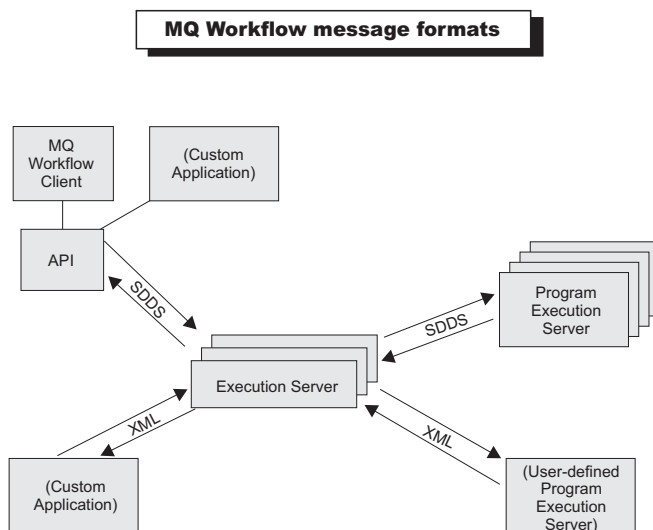 MQ Workflow message formats
MQ
Workflow
Client
(Custom
Application)
API
SDDS
Program
Execution
Server
SDDS
Execution Server
XML
XML
(Custom
Application)
(User-defined
Program
Execution
Server)